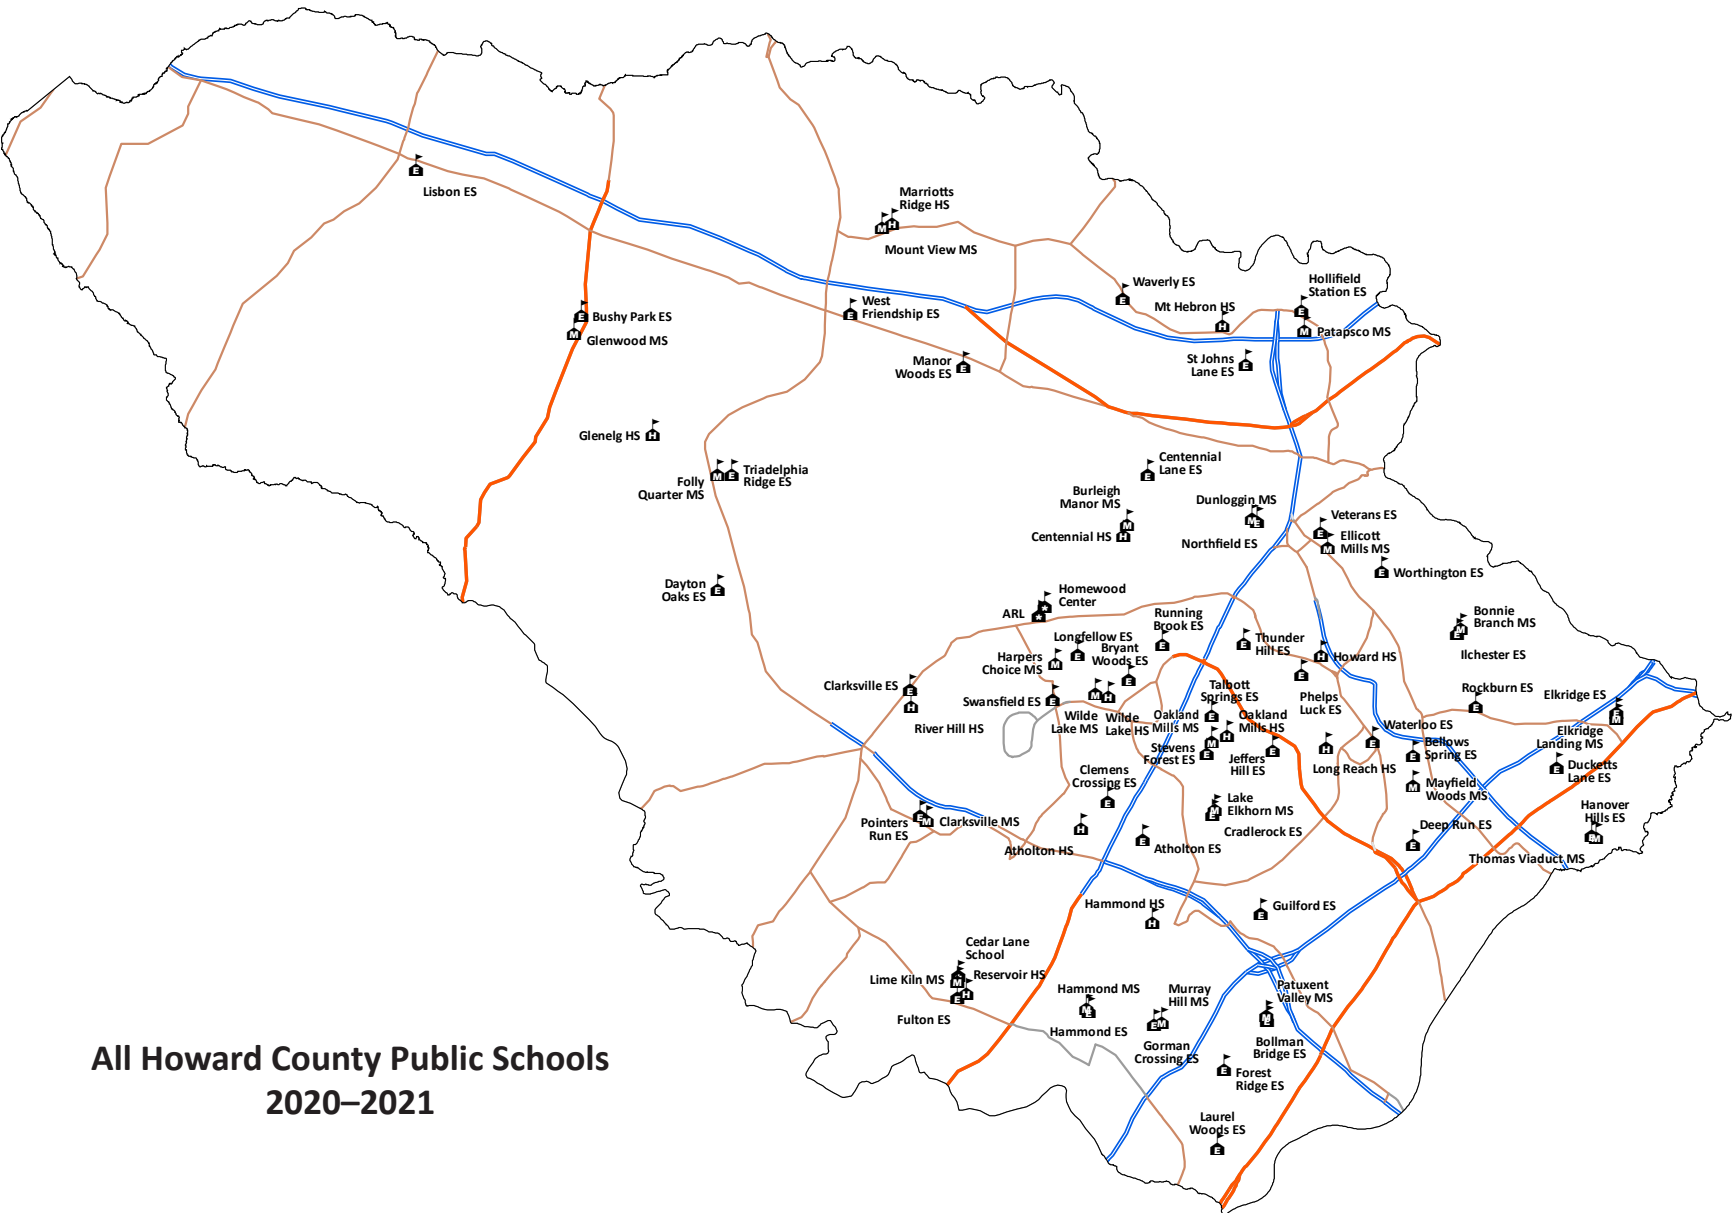 Lisbon ES
Marriotts
Ridge HS
Mount View MS
Waverly ES
Hollifield
Station ES
Mt Hebron HS
Patapsco MS
West
Friendship ES
Bushy Park ES
Glenwood MS
Manor
Woods ES
St Johns
Lane ES
Glenelg HS
Triadelphia
Ridge ES
Folly
Quarter MS
Centennial
Lane ES
Burleigh
Manor MS
Centennial HS
Dunloggin MS
Northfield ES
Veterans ES
Ellicott
Mills MS
Worthington ES
Dayton
Oaks ES
Homewood
Center
ARL
Running
Brook ES
Bonnie
Branch MS
Ilchester ES
Longfellow ES
Harpers
Choice MS
Bryant
Woods ES
Thunder
Hill ES
Howard HS
Clarksville ES
River Hill HS
Swansfield ES
Wilde
Lake MS
Wilde
Lake HS
Talbott
Springs ES
Phelps
Luck ES
Rockburn ES
Elkridge ES
Elkridge
Landing MS
Oakland
Mills MS
Oakland
Mills HS
Stevens
Forest ES
Jeffers
Hill ES
Long Reach HS
Waterloo ES
Bellows
Spring ES
Ducketts
Lane ES
Clemens
Crossing ES
Mayfield
Woods MS
Hanover
Hills ES
Lake
Elkhorn MS
Cradlerock ES
Pointers
Run ES
Clarksville MS
Atholton HS
Atholton ES
Deep Run ES
Thomas Viaduct MS
Hammond HS
Guilford ES
Cedar Lane
School
Lime Kiln MS
Reservoir HS
Fulton ES
Hammond MS
Hammond ES
Murray
Hill MS
Gorman
Crossing ES
Patuxent
Valley MS
Bollman
Bridge ES
Forest
Ridge ES
Laurel
Woods ES
All Howard County Public Schools
2020–2021